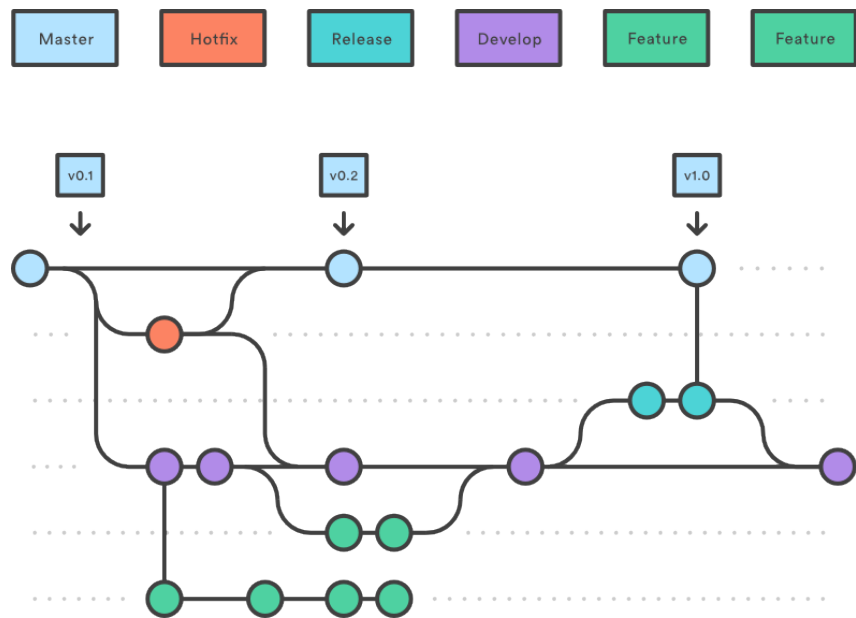 Master
Hotfix
Release
Develop
Feature
Feature
v0.1
v0.2
v1.0